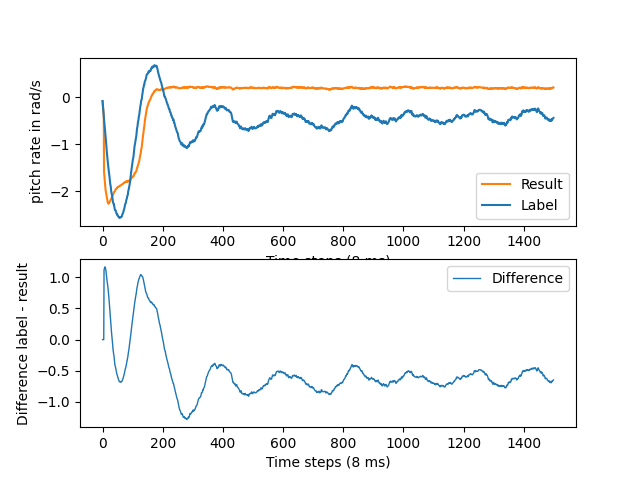 pitch rate in rad/s
0
−1
−2
0 200 400 600 800 1000 1200 1400
Result
Label
Time steps (8 ms)
Difference label - result
1.0
0.5
0.0
−0.5
−1.0
Difference
0 200 400 600 800 1000 1200 1400
Time steps (8 ms)